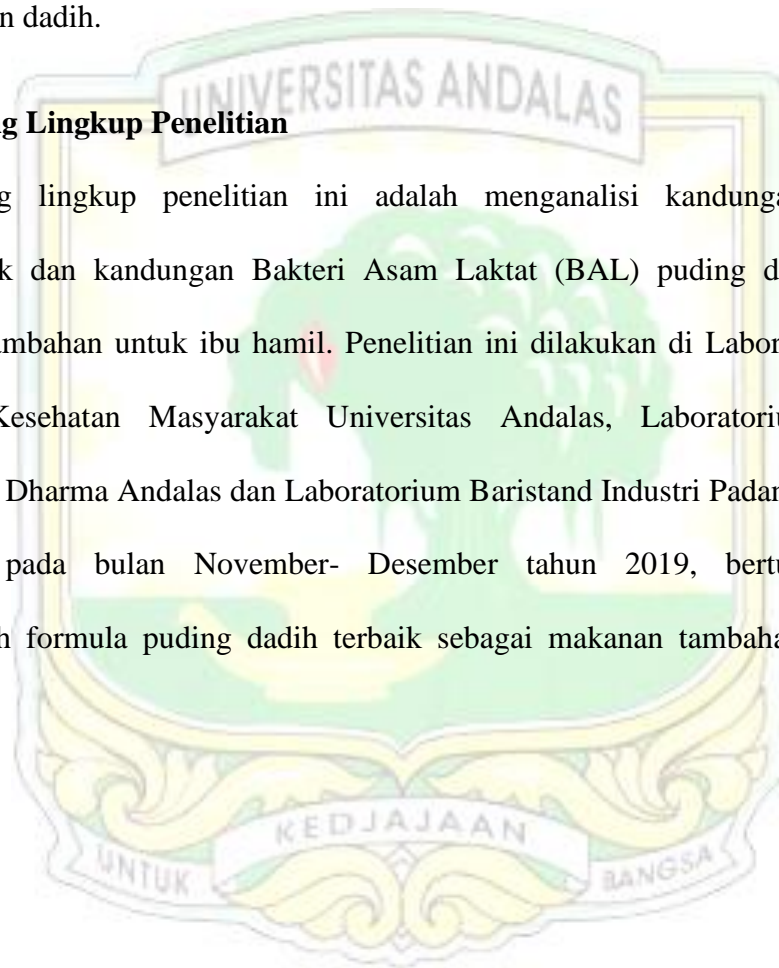 n dadih.
UNIVERSITAS ANDALAS
g Lingkup Penelitian
g lingkup penelitian ini adalah menganalisi kandunga
k dan kandungan Bakteri Asam Laktat (BAL) puding d
mbahan untuk ibu hamil. Penelitian ini dilakukan di Labor
Kesehatan Masyarakat Universitas Andalas, Laboratoriu
Dharma Andalas dan Laboratorium Baristand Industri Padan
pada bulan November- Desember tahun 2019, bertu
h formula puding dadih terbaik sebagai makanan tambaha
KEDJAJAAN
UNTUK BANGSA